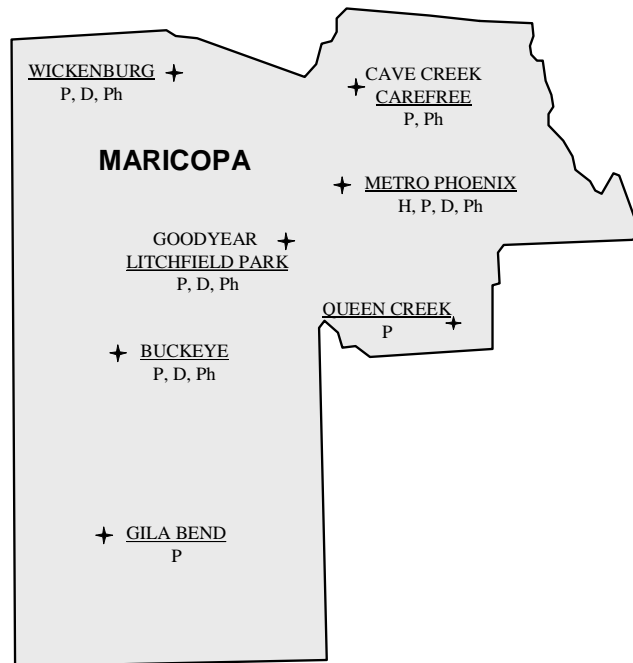 WICKENBURG
P, D, Ph
CAVE CREEK
CAREFREE
P, Ph
MARICOPA
METRO PHOENIX
H, P, D, Ph
GOODYEAR
LITCHFIELD PARK
P, D, Ph
QUEEN CREEK
P
BUCKEYE
P, D, Ph
GILA BEND
P